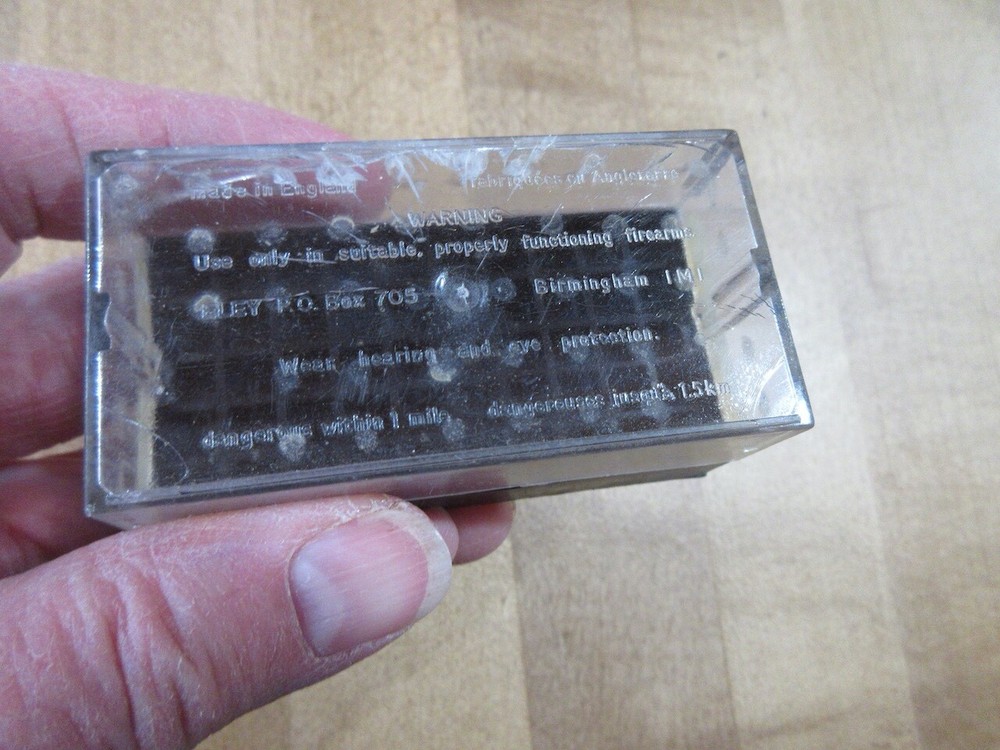 made in England fabriquées en Angleterre
WARNING
Use only in suitable, properly functioning firearms
ELEY P.O. Box 705 Birmingham IMI
Wear hearing and eye protection.
dangerous within 1 mile dangereuses jusqu'à 1.5km